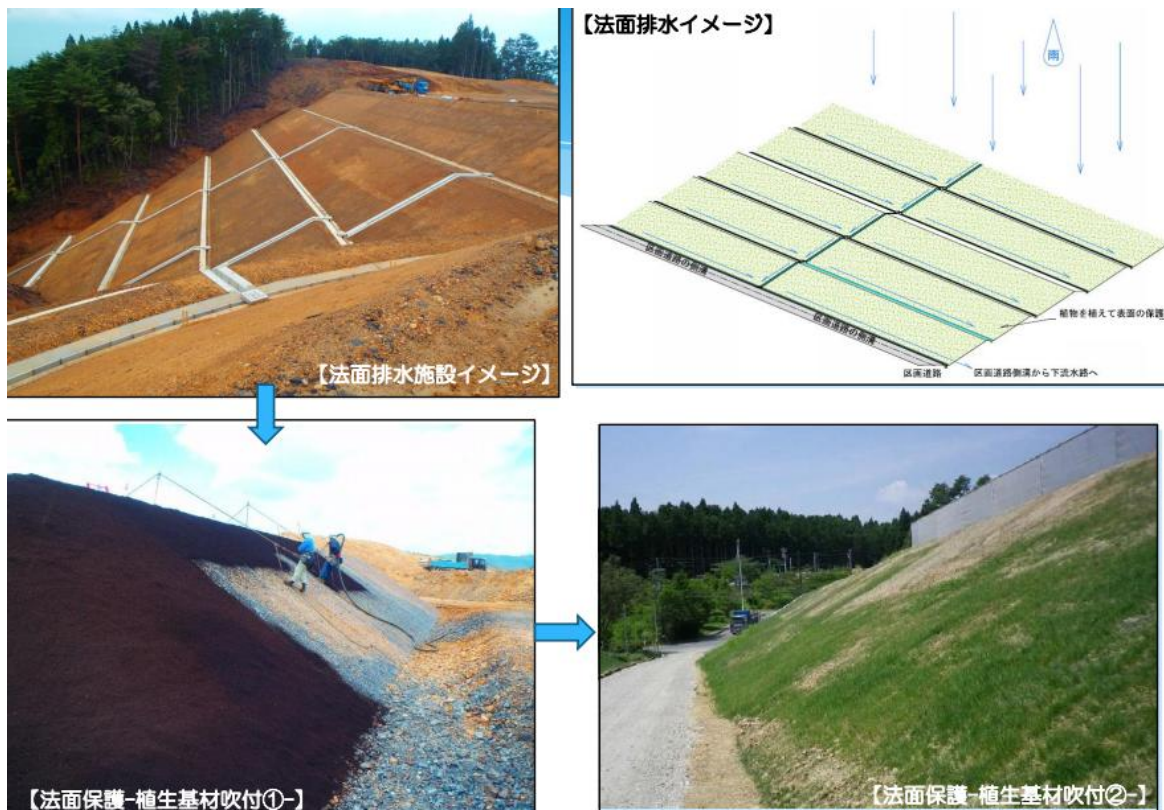 【法面排水イメージ】
雨
区画道路の側溝
区画道路の側溝
植物を植えて表面の保護
区画道路
区画道路側溝から下流水路へ
【法面排水施設イメージ】
【法面保護-植生基材吹付①-】
【法面保護-植生基材吹付②-】